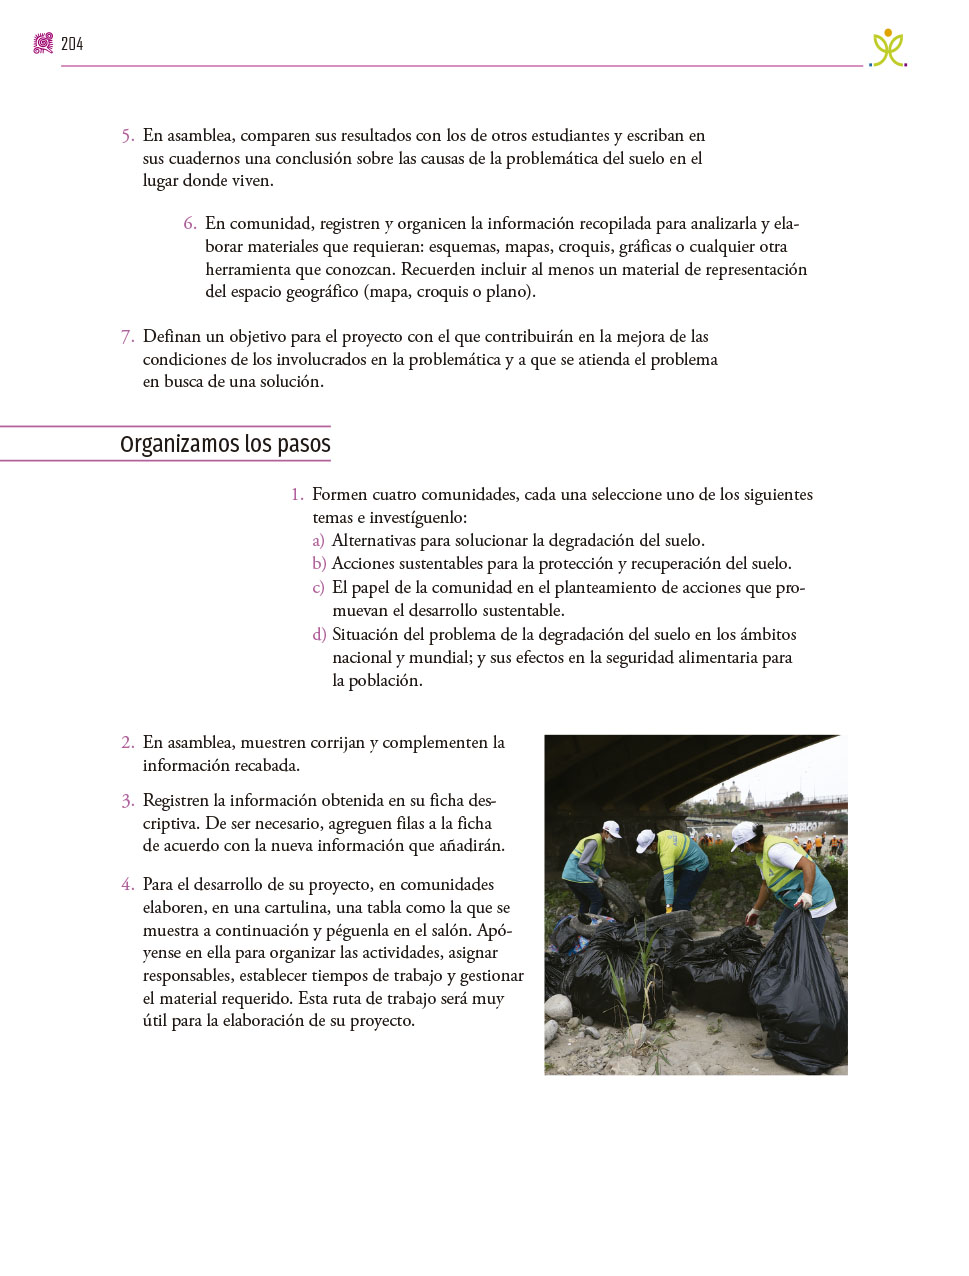 204
5. En asamblea, comparen sus resultados con los de otros estudiantes y escriban en
sus cuadernos una conclusión sobre las causas de la problemática del suelo en el
lugar donde viven.
6. En comunidad, registren y organicen la información recopilada para analizarla y ela-
borar materiales que requieran: esquemas, mapas, croquis, gráficas o cualquier otra
herramienta que conozcan. Recuerden incluir al menos un material de representación
del espacio geográfico (mapa, croquis o plano).
7. Definan un objetivo para el proyecto con el que contribuirán en la mejora de las
condiciones de los involucrados en la problemática y a que se atienda el problema
en busca de una solución.
Organizamos los pasos
1. Formen cuatro comunidades, cada una seleccione uno de los siguientes
temas e investíguenlo:
a) Alternativas para solucionar la degradación del suelo.
b) Acciones sustentables para la protección y recuperación del suelo.
c) El papel de la comunidad en el planteamiento de acciones que pro-
muevan el desarrollo sustentable.
d) Situación del problema de la degradación del suelo en los ámbitos
nacional y mundial; y sus efectos en la seguridad alimentaria para
la población.
2. En asamblea, muestren corrijan y complementen la
información recabada.
3. Registren la información obtenida en su ficha des-
criptiva. De ser necesario, agreguen filas a la ficha
de acuerdo con la nueva información que añadirán.
4. Para el desarrollo de su proyecto, en comunidades
elaboren, en una cartulina, una tabla como la que se
muestra a continuación y péguenla en el salón. Apó-
yense en ella para organizar las actividades, asignar
responsables, establecer tiempos de trabajo y gestionar
el material requerido. Esta ruta de trabajo será muy
útil para la elaboración de su proyecto.